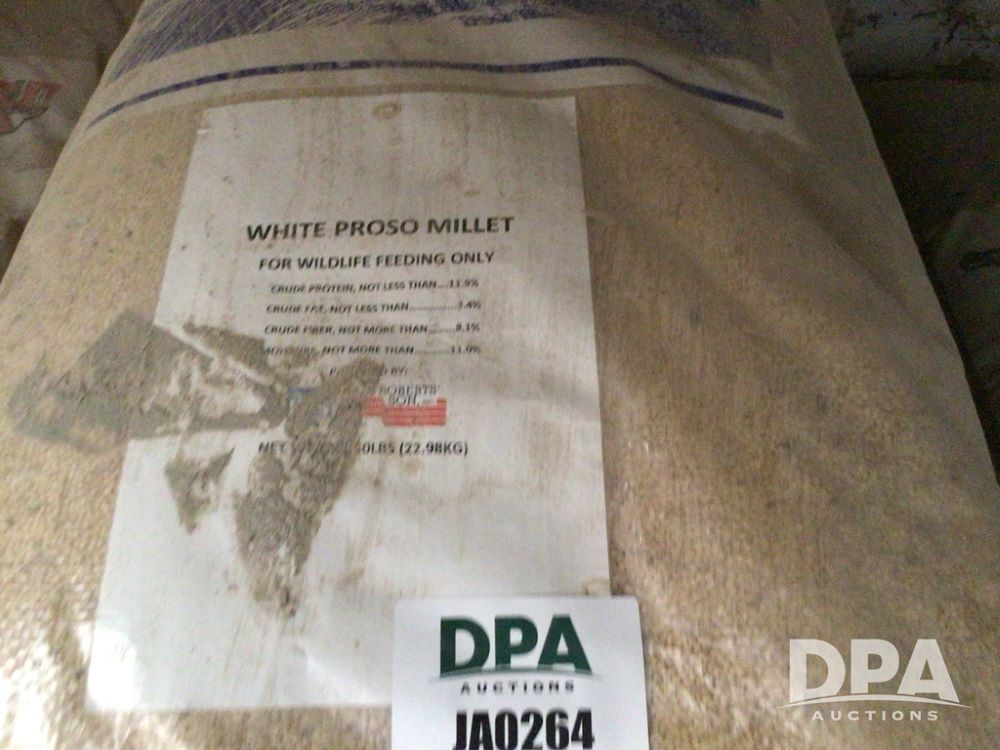 WHITE PROSO MILLET
FOR WILDLIFE FEEDING ONLY
CRUDE PROTEIN, NOT LESS THAN....11.9%
CRUDE FAT, NOT LESS THAN..............3.4%
CRUDE FIBER, NOT MORE THAN........8.1%
NOT MORE THAN..........11.0%
BY:
ROBERTS'
SON,
NET 50LBS (22.98KG)
DPA
AUCTIONS
JA0264
DPA
AUCTIONS